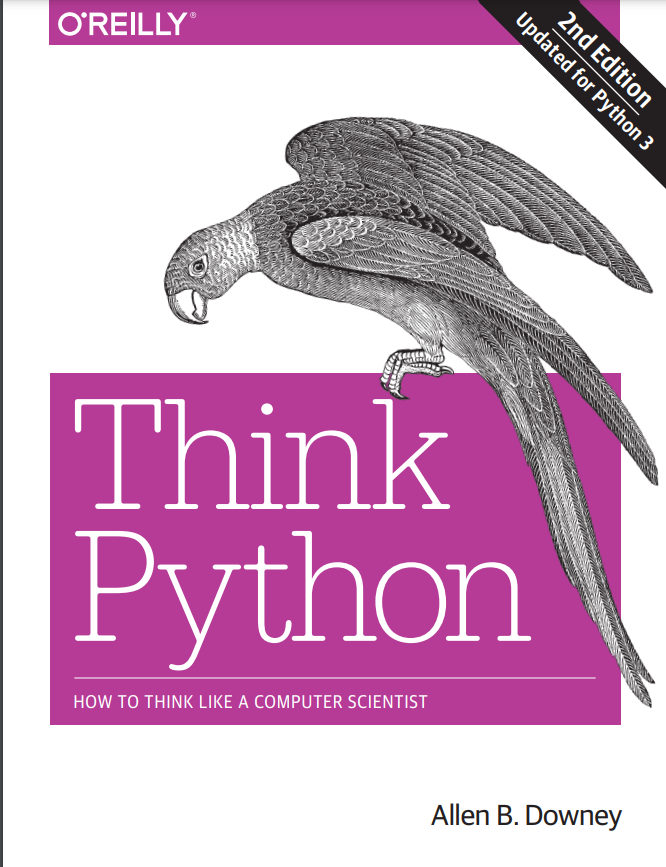 O'REILLY®
2nd Edition
Updated for Python 3
Think
Python
HOW TO THINK LIKE A COMPUTER SCIENTIST
Allen B. Downey